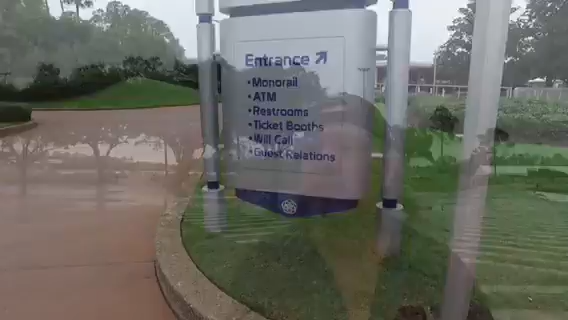 Entrance ↗
• Monorail
• ATM
• Restrooms
• Ticket Booths
• Will Call
• Guest Relations